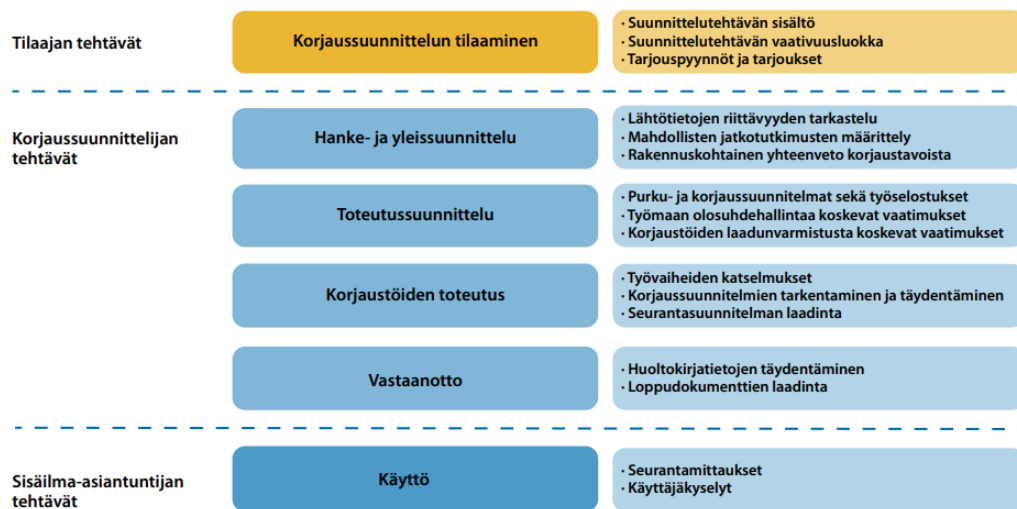 Tilaajan tehtävät
Korjaussuunnittelun tilaaminen
· Suunnittelutehtävän sisältö
· Suunnittelutehtävän vaativuusluokka
· Tarjouspyynnöt ja tarjoukset
Korjaussuunnittelijan
tehtävät
Hanke- ja yleissuunnittelu
· Lähtötietojen riittävyyden tarkastelu
· Mahdollisten jatkotutkimusten määrittely
· Rakennuskohtainen yhteenveto korjaustavoista
Toteutussuunnittelu
· Purku- ja korjaussuunnitelmat sekä työselostukset
· Työmaan olosuhdehallintaa koskevat vaatimukset
· Korjaustöiden laadunvarmistusta koskevat vaatimukset
Korjaustöiden toteutus
· Työvaiheiden katselmukset
· Korjaussuunnitelmien tarkentaminen ja täydentäminen
· Seurantasuunnitelman laadinta
Vastaanotto
· Huoltokirjatietojen täydentäminen
· Loppudokumenttien laadinta
Sisäilma-asiantuntijan
tehtävät
Käyttö
· Seurantamittaukset
· Käyttäjäkyselyt